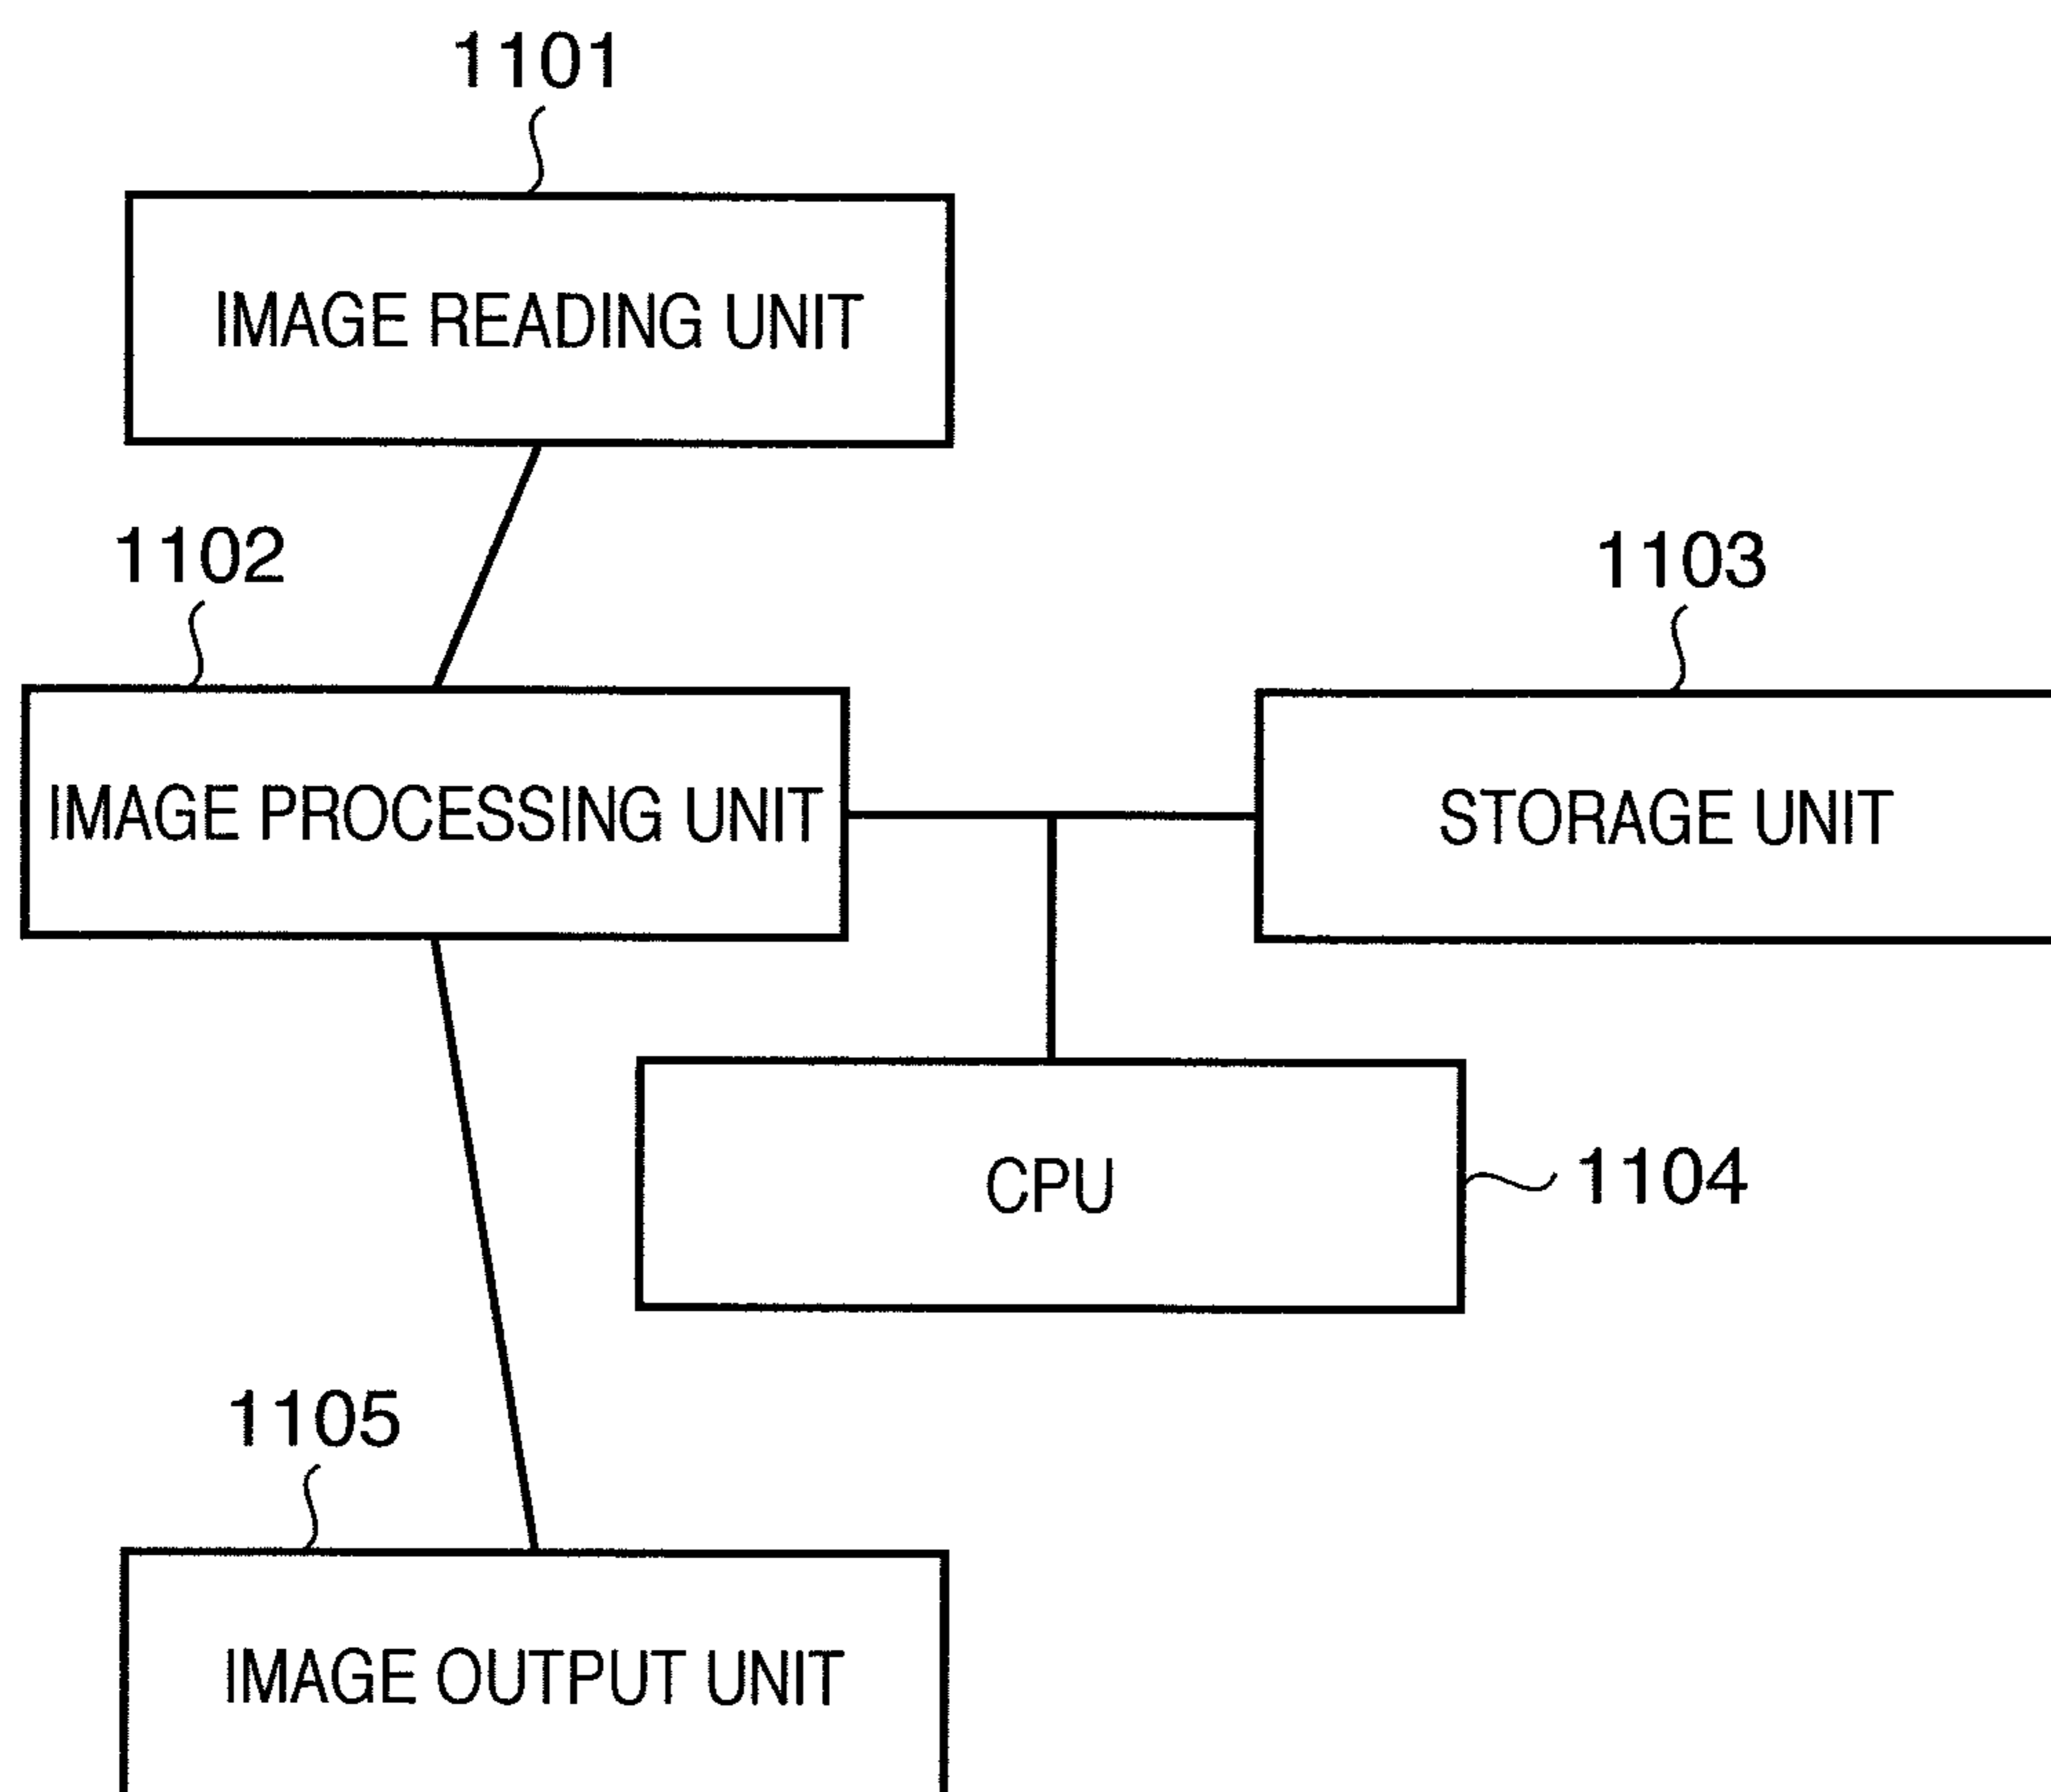 1101
IMAGE READING UNIT
1102
1103
IMAGE PROCESSING UNIT
STORAGE UNIT
CPU
1104
1105
IMAGE OUTPUT UNIT